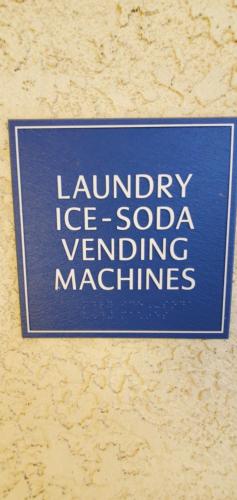 LAUNDRY
ICE-SODA
VENDING
MACHINES